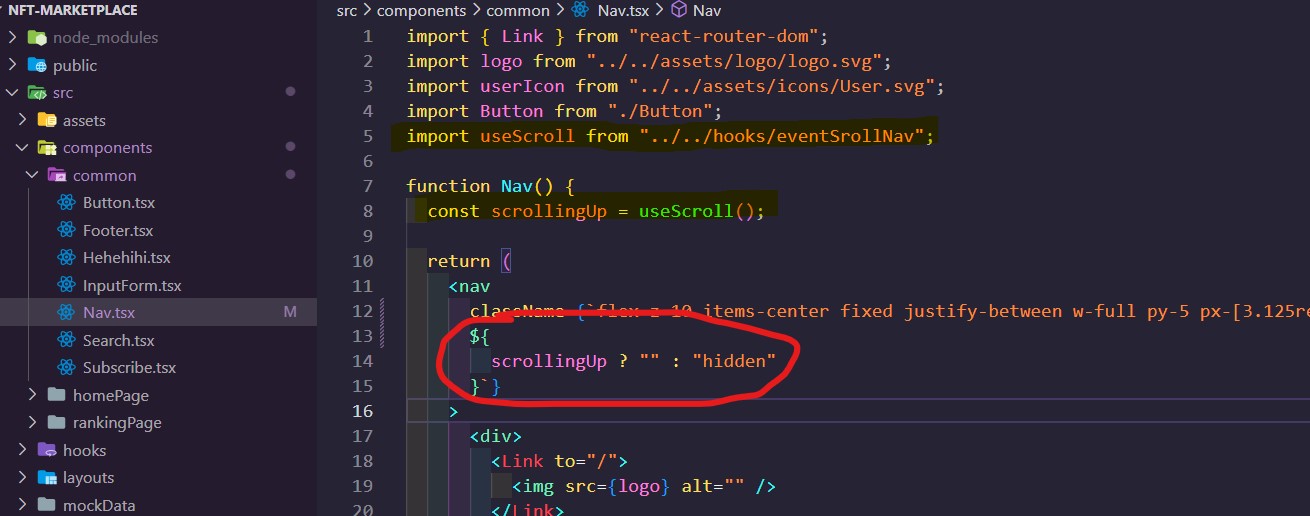 NFT-MARKETPLACE
node_modules
public
src
assets
components
common
Button.tsx
Footer.tsx
Hehehihi.tsx
InputForm.tsx
Nav.tsx M
Search.tsx
Subscribe.tsx
homePage
rankingPage
hooks
layouts
mockData
src > components > common > Nav.tsx > Nav
1 import { Link } from "react-router-dom";
2 import logo from "../../assets/logo/logo.svg";
3 import userIcon from "../../assets/icons/User.svg";
4 import Button from "./Button";
5 import useScroll from "../../hooks/eventSrollNav";
6
7 function Nav() {
8 const scrollingUp = useScroll();
9
10 return (
11 <nav
12 className={`flex z-10 items-center fixed justify-between w-full py-5 px-[3.125re
13 ${
14 scrollingUp ? "" : "hidden"
15 }`}
16 >
17 <div>
18 <Link to="/">
19 <img src={logo} alt="" />
20 </Link>